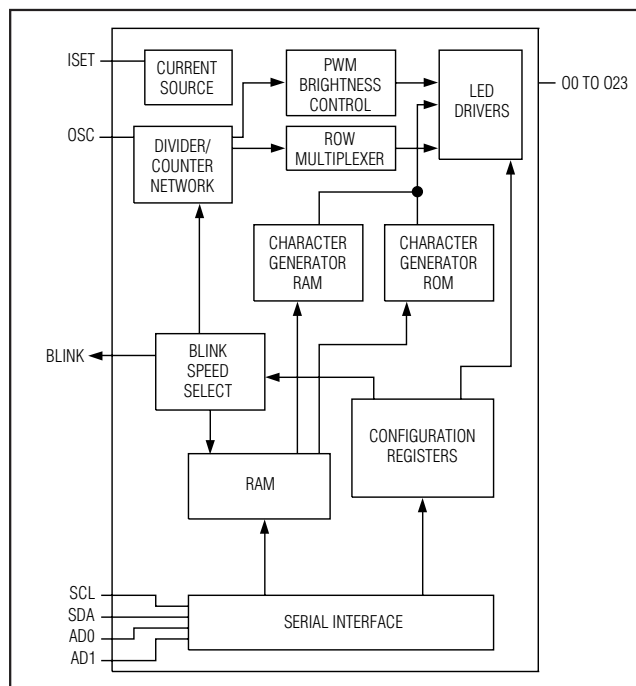 ISET
CURRENT
SOURCE
PWM
BRIGHTNESS
CONTROL
LED
DRIVERS
O0 TO O23
OSC
DIVIDER/
COUNTER
NETWORK
ROW
MULTIPLEXER
CHARACTER
GENERATOR
RAM
CHARACTER
GENERATOR
ROM
BLINK
BLINK
SPEED
SELECT
CONFIGURATION
REGISTERS
RAM
SCL
SDA
AD0
AD1
SERIAL INTERFACE